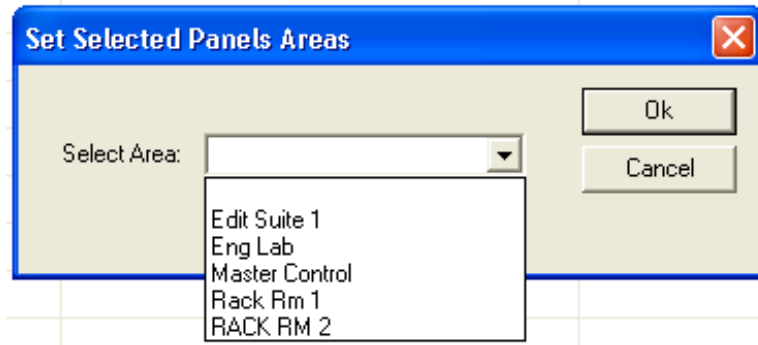 Set Selected Panels Areas
Ok
Select Area:
Cancel
Edit Suite 1
Eng Lab
Master Control
Rack Rm 1
RACK RM 2